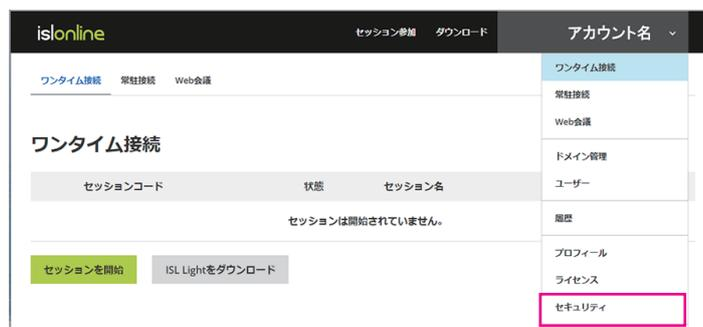 islonline
セッション参加 ダウンロード アカウント名
ワンタイム接続 常駐接続 Web会議
ワンタイム接続
セッションコード 状態 セッション名
セッションは開始されていません。
セッションを開始 ISL Lightをダウンロード
ワンタイム接続
常駐接続
Web会議
ドメイン管理
ユーザー
履歴
プロフィール
ライセンス
セキュリティ